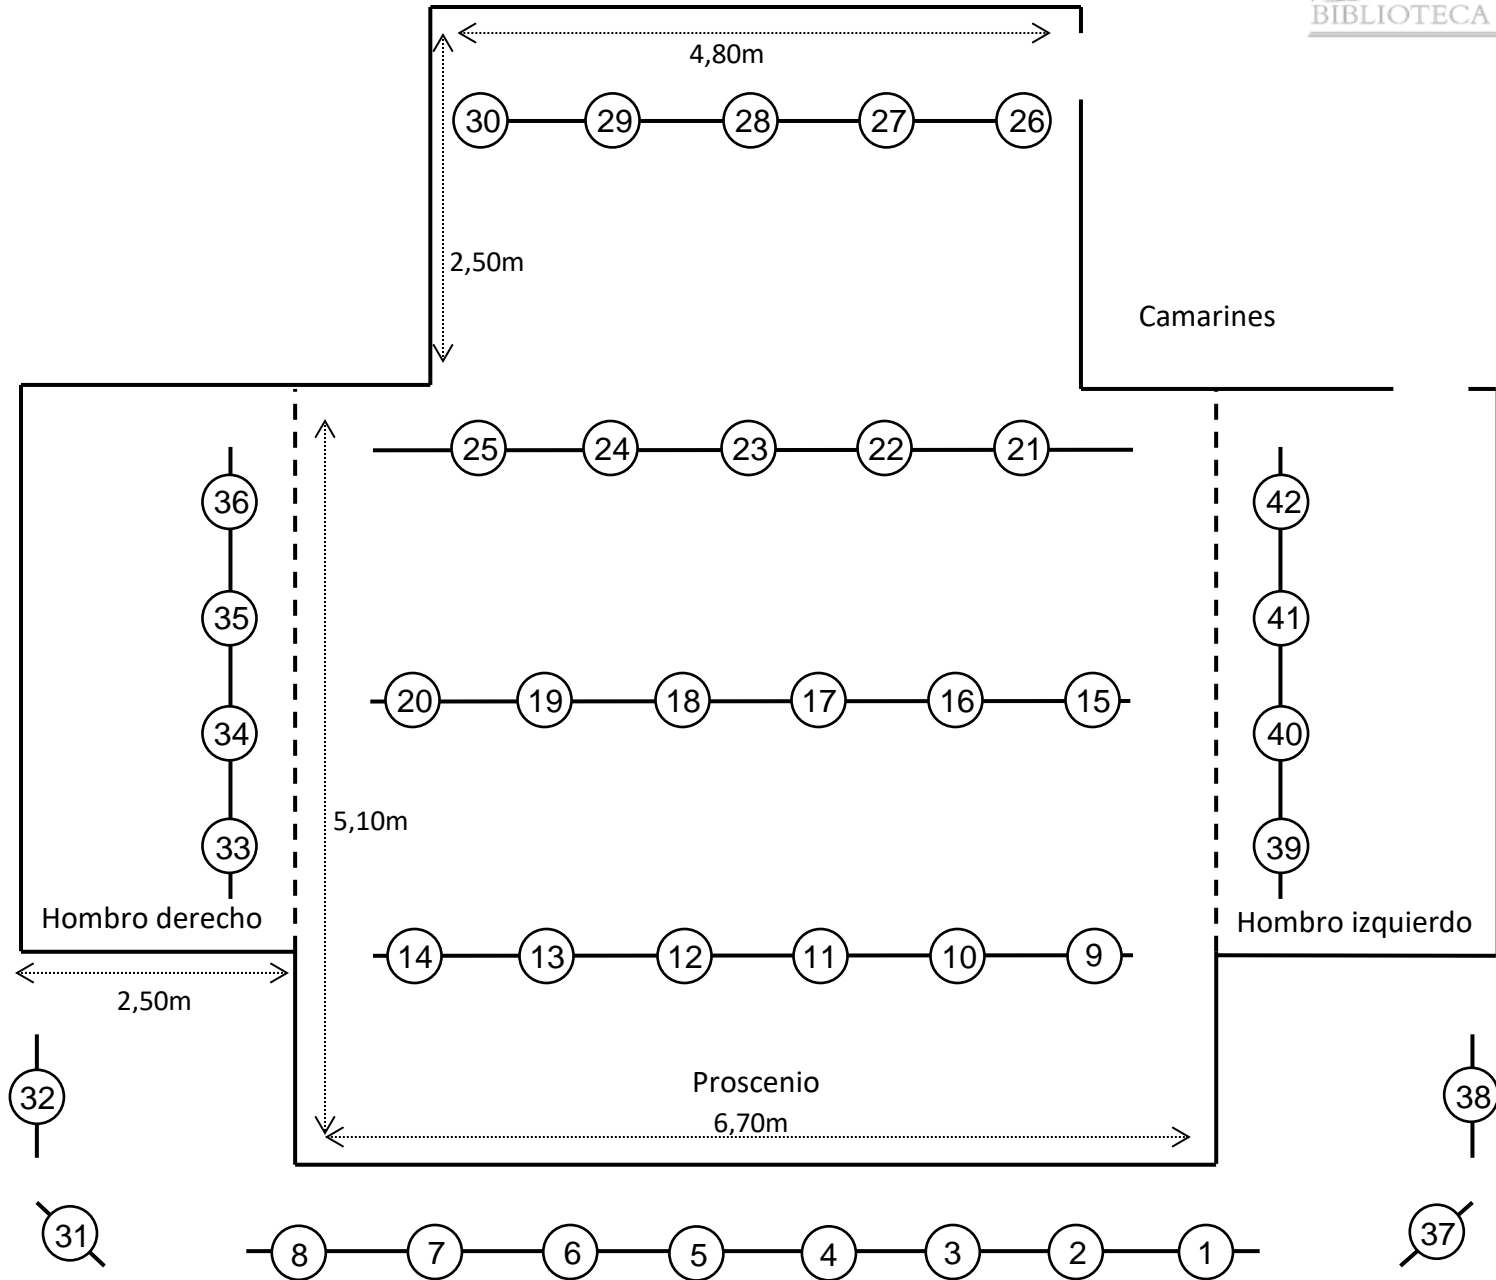 BIBLIOTECA
4,80m
30 29 28 27 26
2,50m
Camarines
25 24 23 22 21
36 42
35 41
20 19 18 17 16 15
34 40
5,10m
33 39
Hombro derecho
Hombro izquierdo
14 13 12 11 10 9
2,50m
Proscenio
32 38
6,70m
31 37
8 7 6 5 4 3 2 1